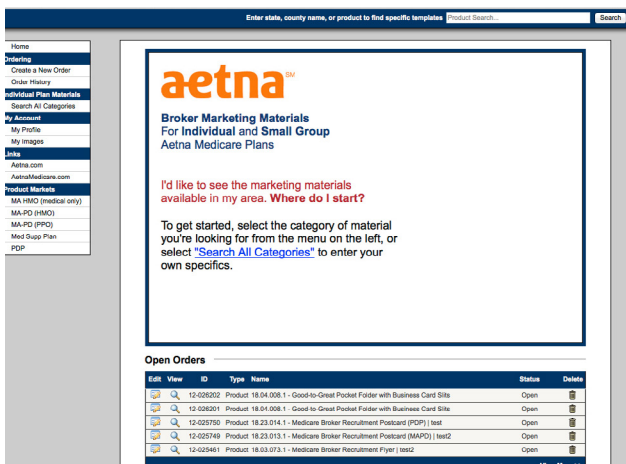 Enter state, county name, or product to find specific templates Product Search... Search
Home
Ordering
Create a New Order
Order History
Individual Plan Materials
Search All Categories
My Account
My Profile
My Images
Links
Aetna.com
AetnaMedicare.com
Product Markets
MA HMO (medical only)
MA-PD (HMO)
MA-PD (PPO)
Med Supp Plan
PDP
aetna SM
Broker Marketing Materials
For Individual and Small Group
Aetna Medicare Plans
I'd like to see the marketing materials
available in my area. Where do I start?
To get started, select the category of material
you're looking for from the menu on the left, or
select "Search All Categories" to enter your
own specifics.
Open Orders
Edit View ID Type Name Status Delete
12-026202 Product 18.04.008.1 - Good-to-Great Pocket Folder with Business Card Slits Open
12-026201 Product 18.04.008.1 - Good-to-Great Pocket Folder with Business Card Slits Open
12-025750 Product 18.23.014.1 - Medicare Broker Recruitment Postcard (PDP) | test Open
12-025749 Product 18.23.013.1 - Medicare Broker Recruitment Postcard (MAPD) | test2 Open
12-025461 Product 18.03.073.1 - Medicare Broker Recruitment Flyer | test2 Open